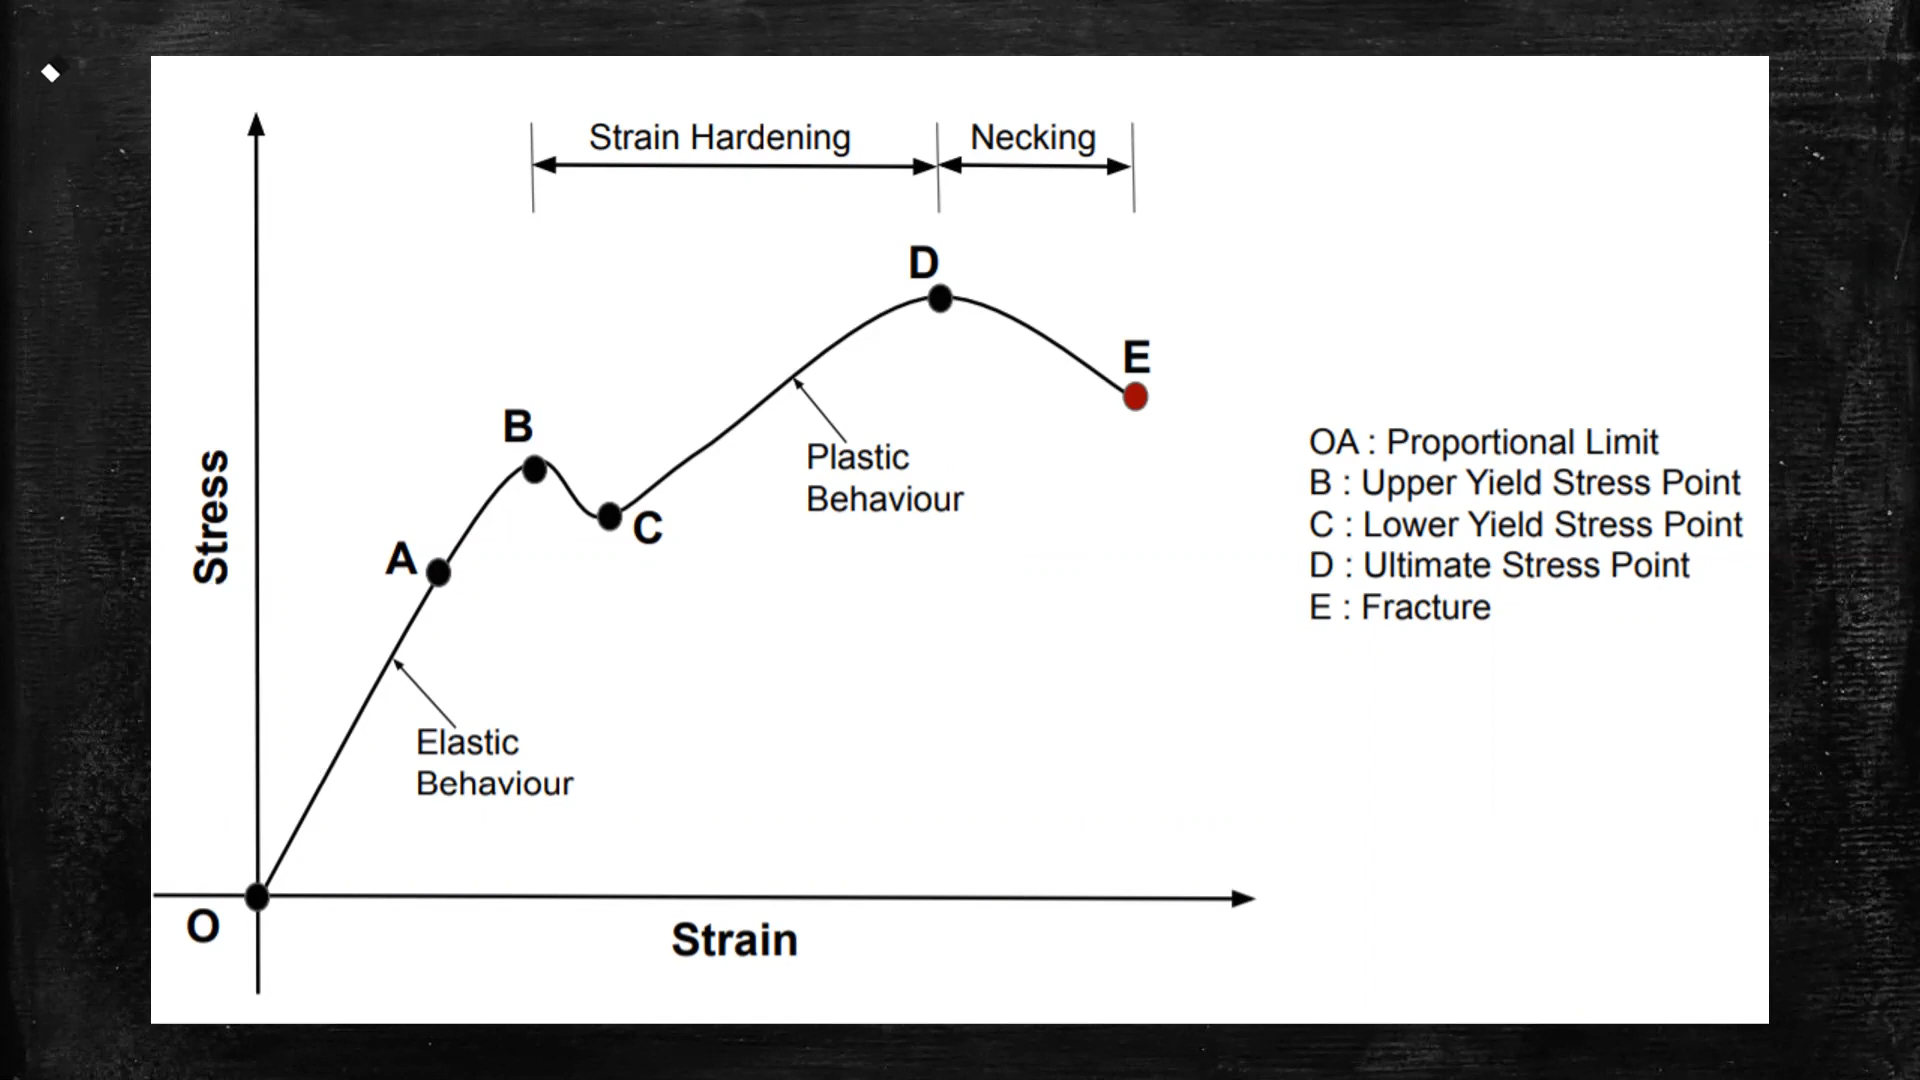 Strain Hardening
Necking
D
E
B
C
A
Plastic
Behaviour
Stress
Elastic
Behaviour
O
Strain
OA : Proportional Limit
B : Upper Yield Stress Point
C : Lower Yield Stress Point
D : Ultimate Stress Point
E : Fracture